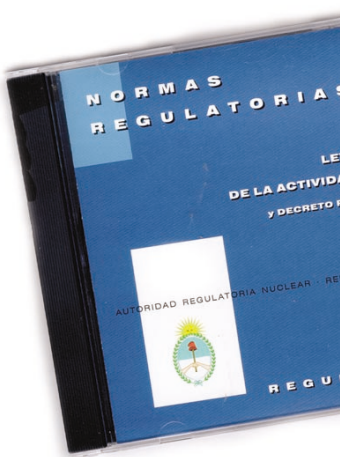 NORMAS
REGULATORIAS
LE
DE LA ACTIVIDA
Y DECRETO
AUTORIDAD REGULATORIA NUCLEAR - RE
REGU